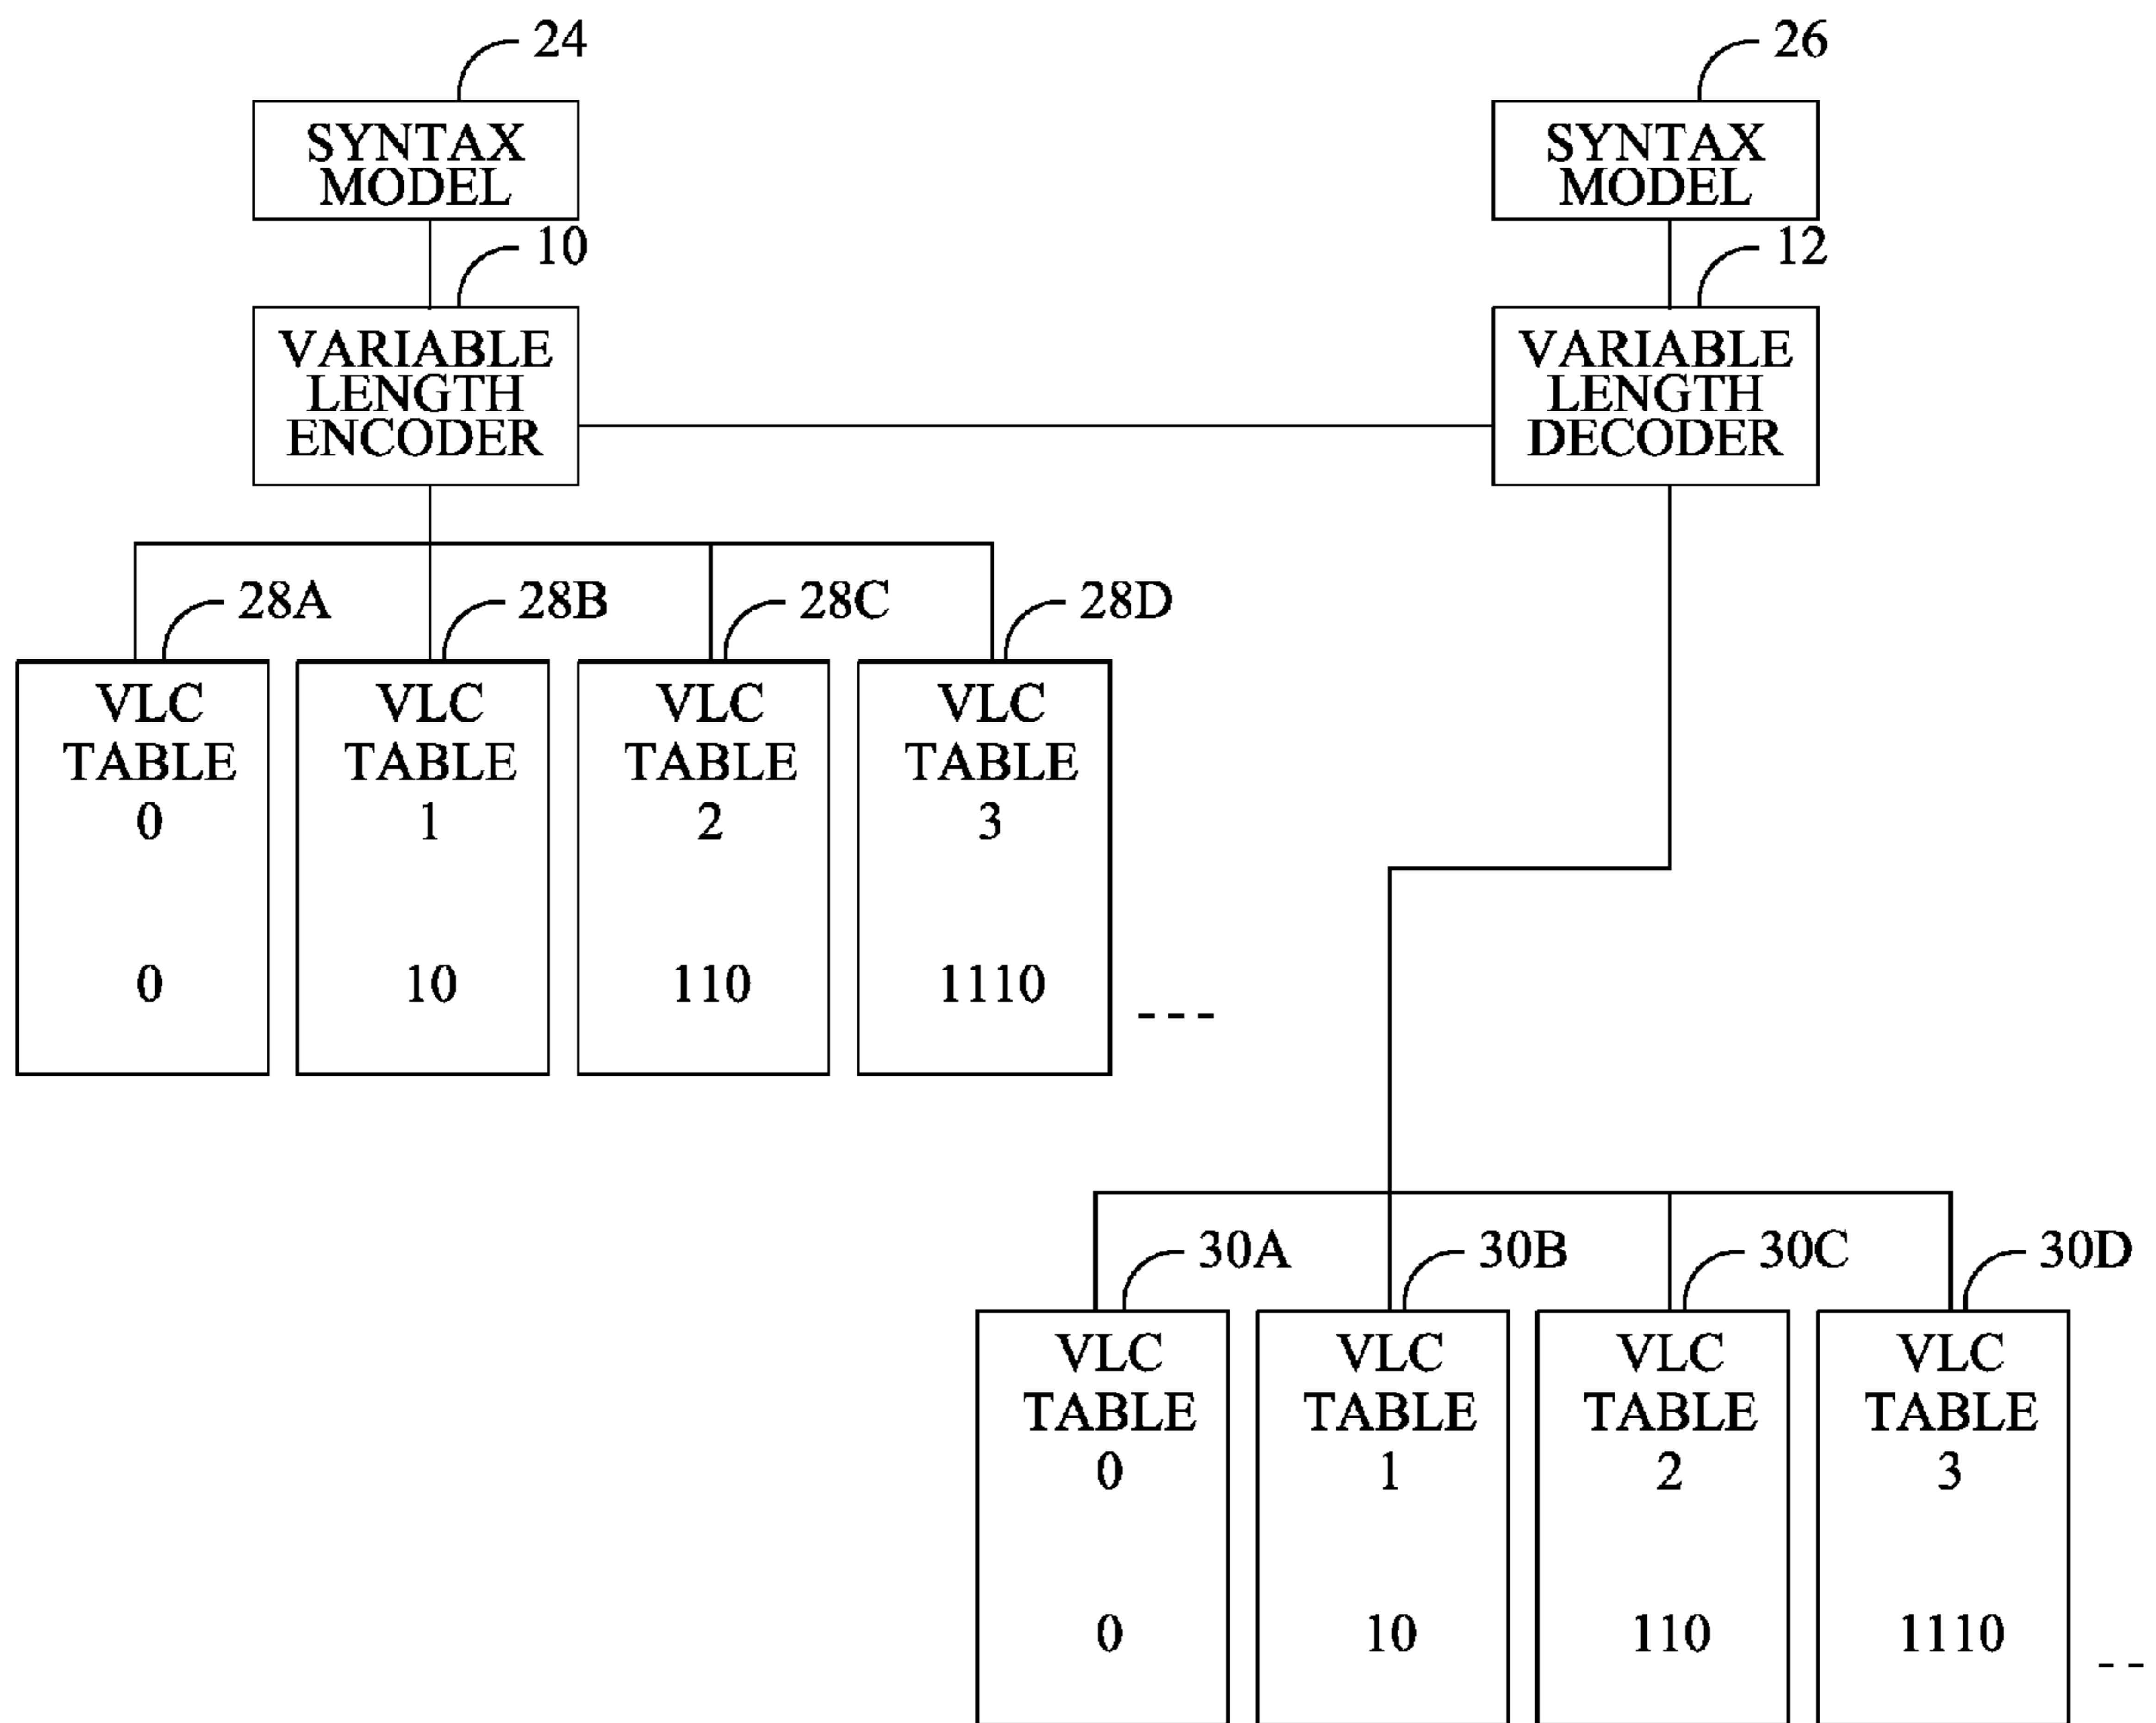 24
SYNTAX
MODEL
26
SYNTAX
MODEL
10
VARIABLE
LENGTH
ENCODER
12
VARIABLE
LENGTH
DECODER
28A
VLC
TABLE
0
0
28B
VLC
TABLE
1
10
28C
VLC
TABLE
2
110
28D
VLC
TABLE
3
1110
---
30A
VLC
TABLE
0
0
30B
VLC
TABLE
1
10
30C
VLC
TABLE
2
110
30D
VLC
TABLE
3
1110
--